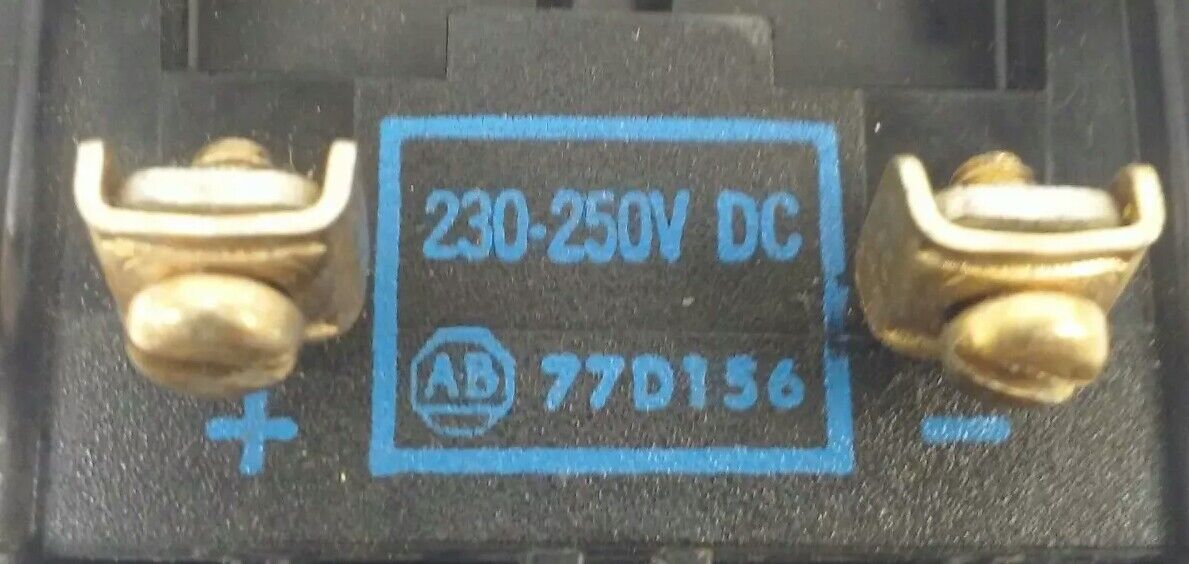 230-250V DC
AB 77D156
+ -